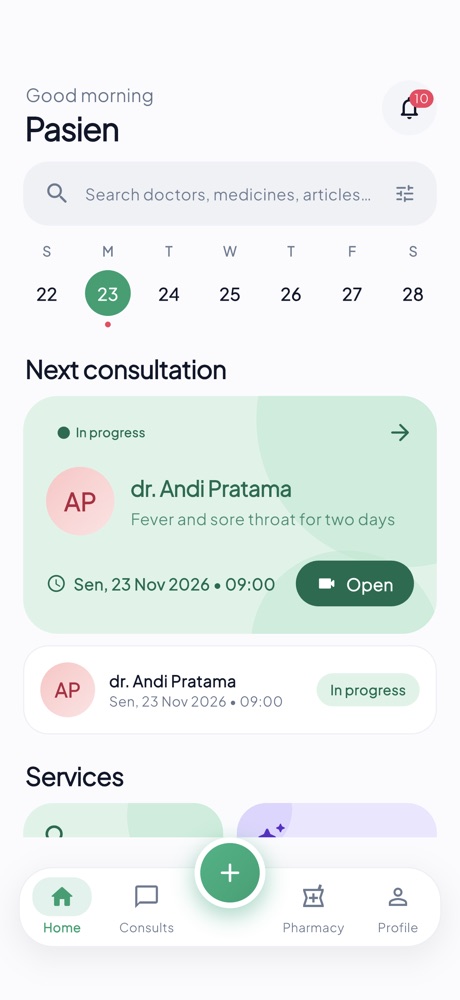 Good morning
Pasien
10
Search doctors, medicines, articles...
S M T W T F S
22 23 24 25 26 27 28
Next consultation
In progress
AP
dr. Andi Pratama
Fever and sore throat for two days
Sen, 23 Nov 2026 • 09:00
Open
AP
dr. Andi Pratama
Sen, 23 Nov 2026 • 09:00
In progress
Services
Home
Consults
Pharmacy
Profile